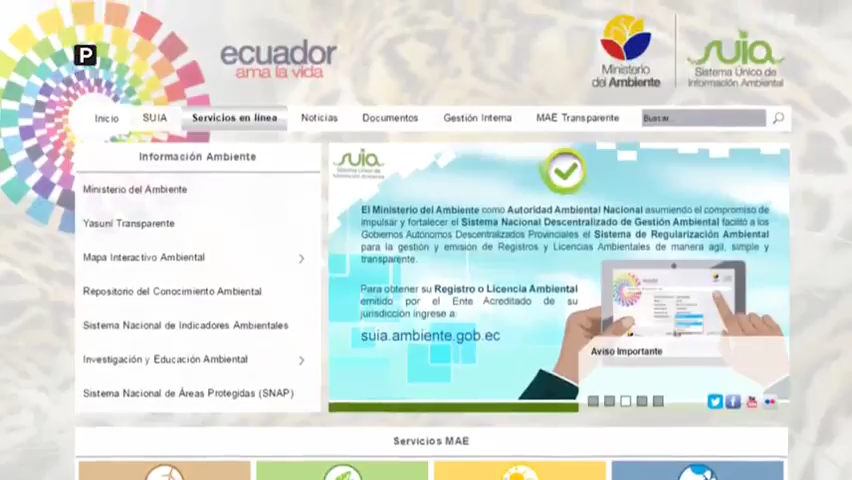 P
ecuador
ama la vida
Ministerio
del Ambiente
suia
Sistema Único de
Información Ambiental
Inicio SUIA Servicios en línea Noticias Documentos Gestión Interna MAE Transparente Buscar...
Información Ambiente
Ministerio del Ambiente
Yasuní Transparente
Mapa Interactivo Ambiental
Repositorio del Conocimiento Ambiental
Sistema Nacional de Indicadores Ambientales
Investigación y Educación Ambiental
Sistema Nacional de Áreas Protegidas (SNAP)
suia
Sistema Único de
Información Ambiental
El Ministerio del Ambiente como Autoridad Ambiental Nacional asumiendo el compromiso de
impulsar y fortalecer el Sistema Nacional Descentralizado de Gestión Ambiental facilitó a los
Gobiernos Autónomos Descentralizados Provinciales el Sistema de Regularización Ambiental
para la gestión y emisión de Registros y Licencias Ambientales de manera agil, simple y
transparente.
Para obtener su Registro o Licencia Ambiental
emitido por el Ente Acreditado de su
jurisdicción ingrese a:
suia.ambiente.gob.ec
Aviso Importante
Servicios MAE